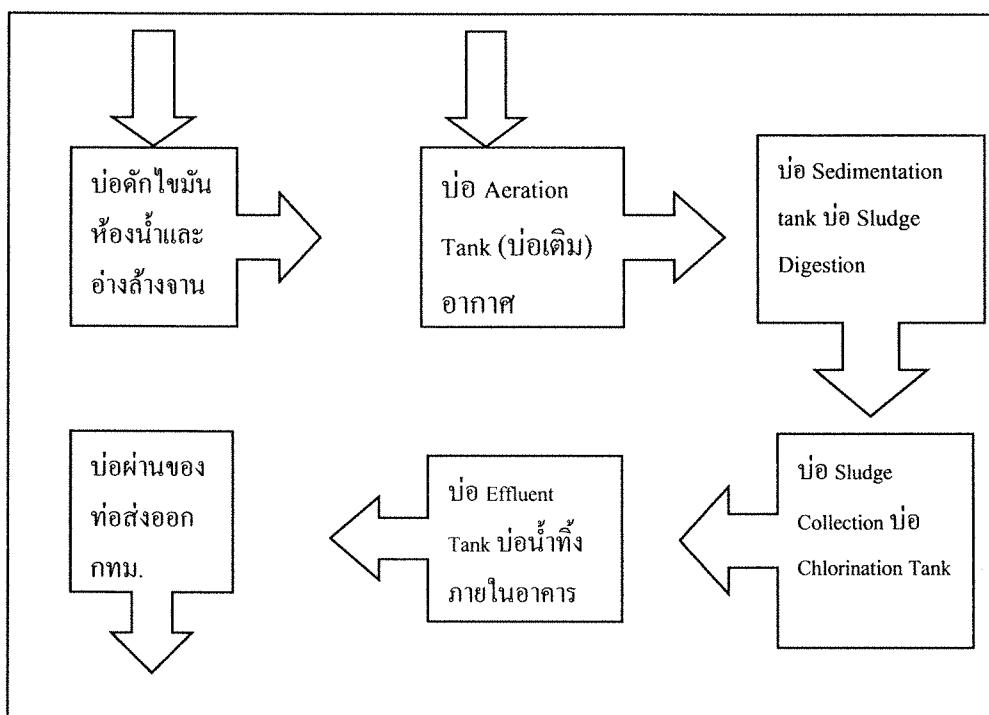 บ่อดักไขมัน
ห้องน้ำและ
อ่างล้างจาน
บ่อ Aeration
Tank (บ่อเติม)
อากาศ
บ่อ Sedimentation
tank บ่อ Sludge
Digestion
บ่อ Sludge
Collection บ่อ
Chlorination Tank
บ่อ Effluent
Tank บ่อน้ำทิ้ง
ภายในอาคาร
บ่อผ่านของ
ท่อส่งออก
กทม.